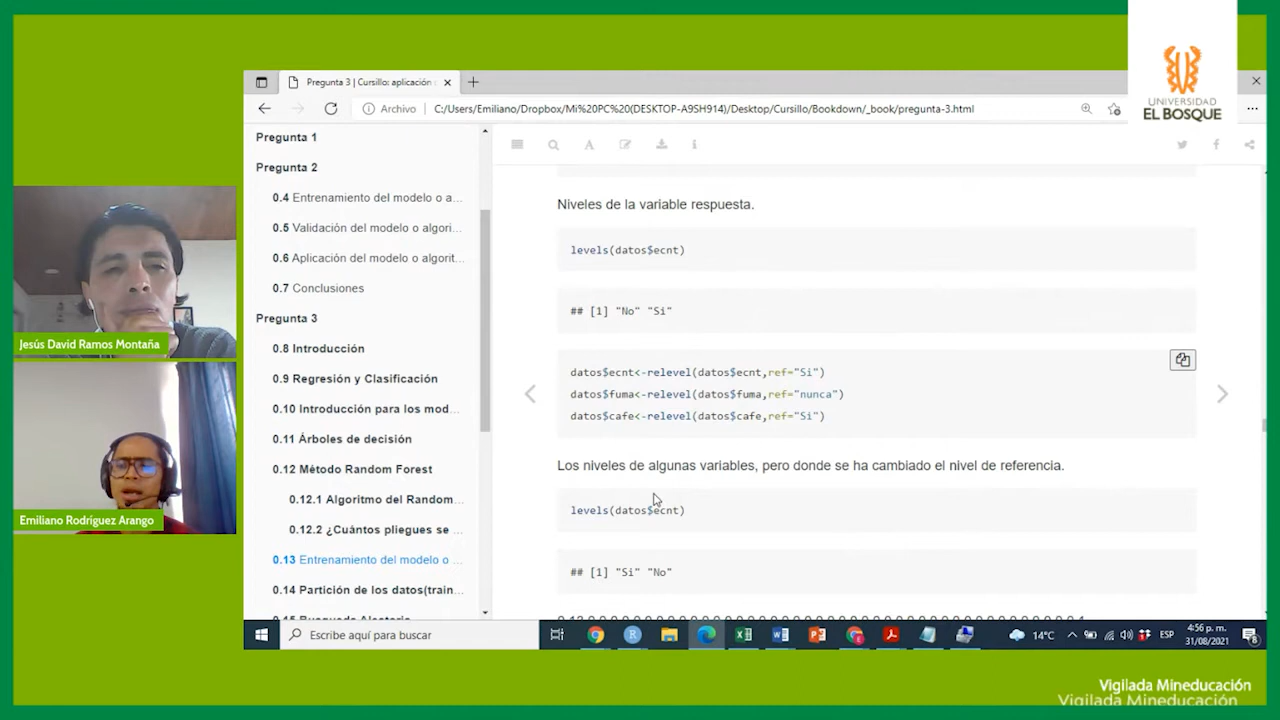 UNIVERSIDAD
EL BOSQUE
Pregunta 3 | Cursillo: aplicación
Archivo
C:/Users/Emiliano/Dropbox/Mi%20PC%20(DESKTOP-A9SH914)/Desktop/Cursillo/Bookdown/_book/pregunta-3.html
Pregunta 1
Pregunta 2
0.4 Entrenamiento del modelo o a...
0.5 Validación del modelo o algori...
0.6 Aplicación del modelo o algorit...
0.7 Conclusiones
Pregunta 3
0.8 Introducción
0.9 Regresión y Clasificación
0.10 Introducción para los mod...
0.11 Árboles de decisión
0.12 Método Random Forest
0.12.1 Algoritmo del Random...
0.12.2 ¿Cuántos pliegues se ...
0.13 Entrenamiento del modelo o ...
0.14 Partición de los datos(train...
Niveles de la variable respuesta.
levels(datos$ecnt)
## [1] "No" "Si"
datos$ecnt<-relevel(datos$ecnt,ref="Si")
datos$fuma<-relevel(datos$fuma,ref="nunca")
datos$cafe<-relevel(datos$cafe,ref="Si")
Los niveles de algunas variables, pero donde se ha cambiado el nivel de referencia.
levels(datos$ecnt)
## [1] "Si" "No"
Jesús David Ramos Montaña
Emiliano Rodríguez Arango
Escribe aquí para buscar
14°C
ESP
4:56 p. m.
31/08/2021
Vigilada Mineducación
Vigilada Mineducación